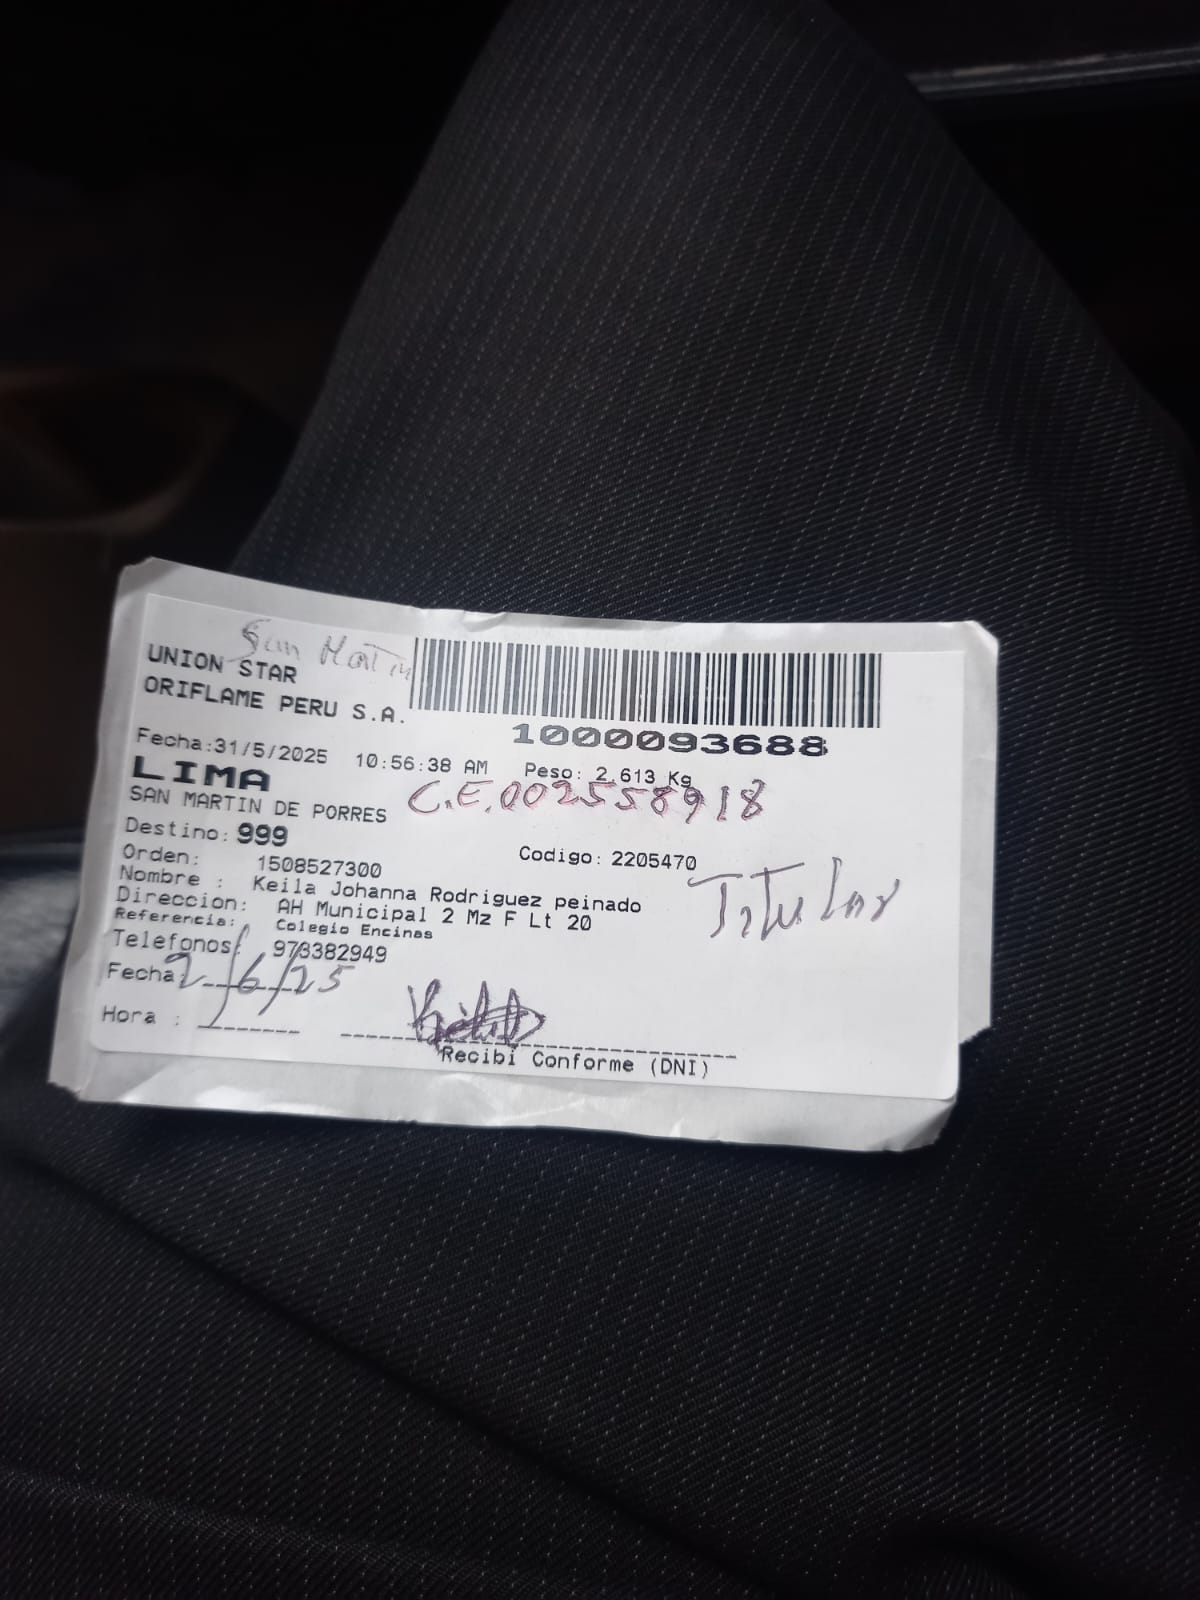 San Martin
UNION STAR
ORIFLAME PERU S.A.
1000093688
Fecha:31/5/2025 10:56:38 AM Peso: 2,613 Kg
LIMA
C.E.002558918
SAN MARTIN DE PORRES
Destino: 999
Orden: 1508527300 Codigo: 2205470
Nombre : Keila Johanna Rodriguez peinado
Titular
Direccion: AH Municipal 2 Mz F Lt 20
Referencia: Colegio Encinas
Telefonos: 978382949
Fecha: 2/6/25
Hora :
Recibí Conforme (DNI)